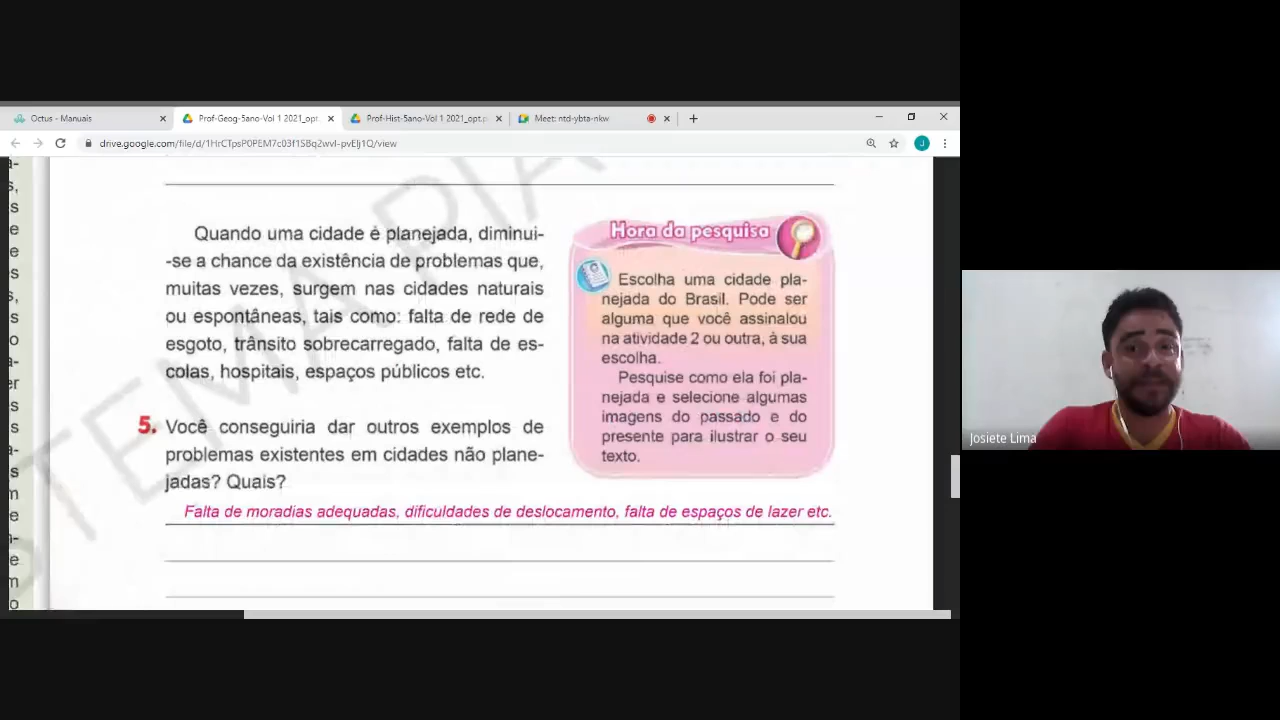 Octus - Manuais
Prof-Geog-5ano-Vol 1 2021_opt.
Prof-Hist-5ano-Vol 1 2021_opt.p
Meet: ntd-ybta-nkw
drive.google.com/file/d/1HrCTpsP0PEM7c03f1SBq2wvI-pvEIj1Q/view
J
Quando uma cidade é planejada, diminui-
-se a chance da existência de problemas que,
muitas vezes, surgem nas cidades naturais
ou espontâneas, tais como: falta de rede de
esgoto, trânsito sobrecarregado, falta de es-
colas, hospitais, espaços públicos etc.
5. Você conseguiria dar outros exemplos de
problemas existentes em cidades não plane-
jadas? Quais?
Falta de moradias adequadas, dificuldades de deslocamento, falta de espaços de lazer etc.
Hora da pesquisa
Escolha uma cidade pla-
nejada do Brasil. Pode ser
alguma que você assinalou
na atividade 2 ou outra, à sua
escolha.
Pesquise como ela foi pla-
nejada e selecione algumas
imagens do passado e do
presente para ilustrar o seu
texto.
Josiete Lima